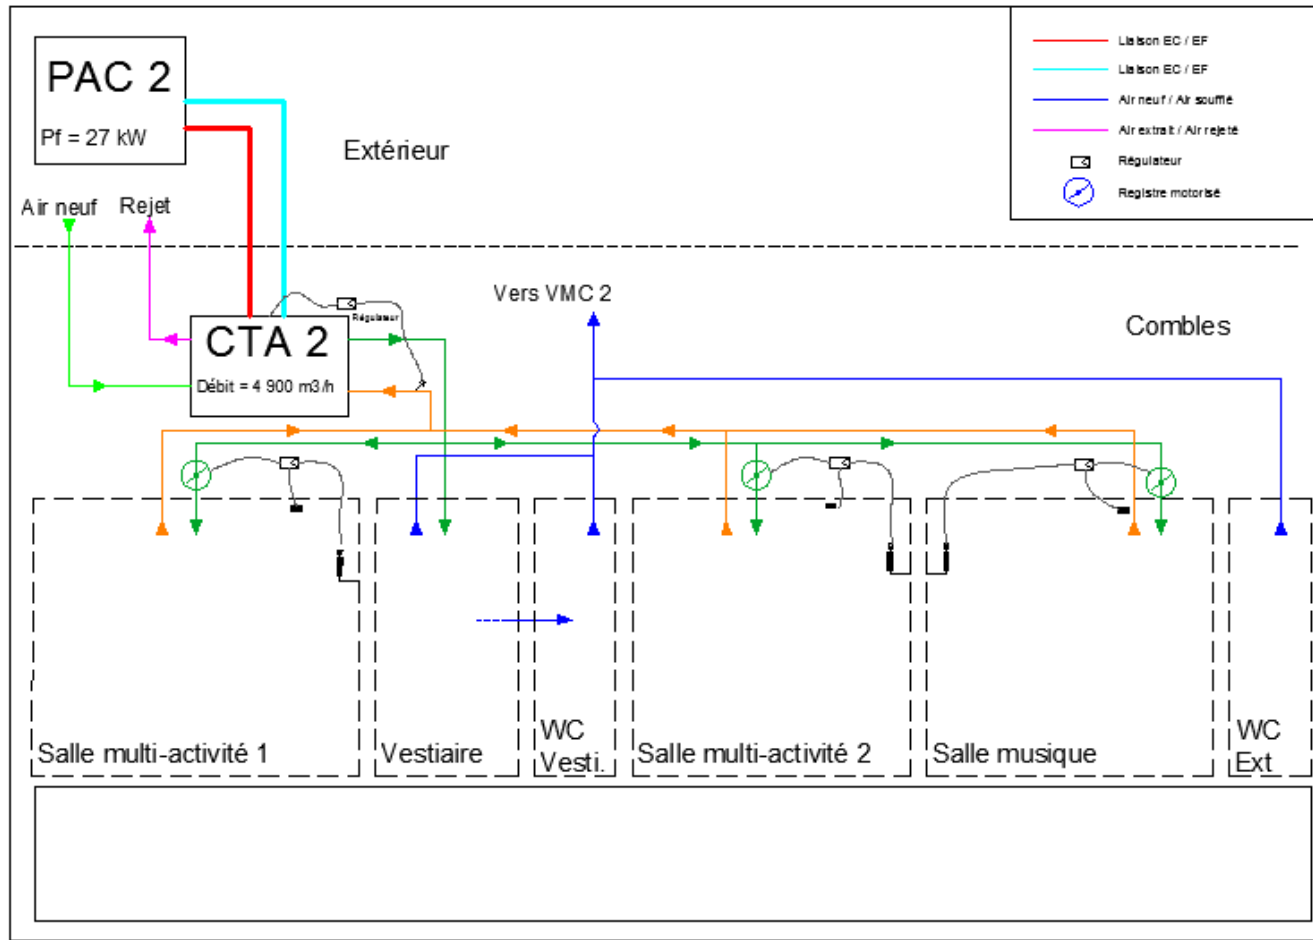 PAC 2
Pf = 27 kW
Extérieur
Liaison EC / EF
Liaison EC / EF
Air neuf / Air soufflé
Air extrait / Air rejeté
Régulateur
Registre motorisé
Air neuf
Rejet
Vers VMC 2
Combles
Régulateur
CTA 2
Débit = 4 900 m3/h
Salle multi-activité 1
Vestiaire
WC
Vesti.
Salle multi-activité 2
Salle musique
WC
Ext